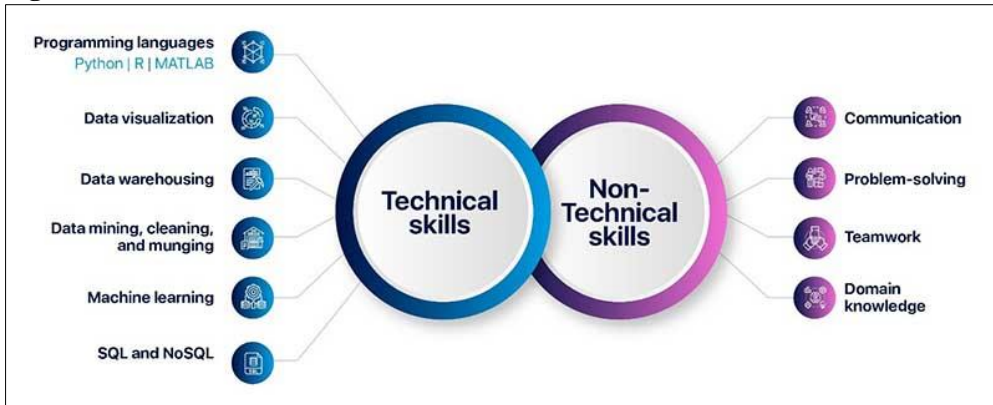 Programming languages
Python | R | MATLAB
Data visualization
Data warehousing
Data mining, cleaning,
and munging
Machine learning
SQL and NoSQL
Technical
skills
Non-
Technical
skills
Communication
Problem-solving
Teamwork
Domain
knowledge